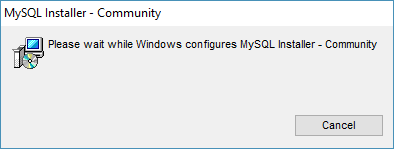 MySQL Installer - Community
Please wait while Windows configures MySQL Installer - Community
Cancel